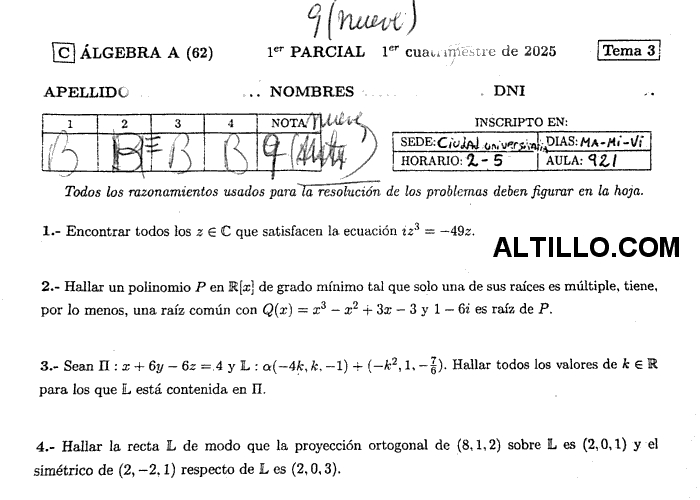 9 (nueve)
C ÁLGEBRA A (62) 1er PARCIAL 1er cuatrimestre de 2025 Tema 3
APELLIDO ... NOMBRES DNI ..
1 2 3 4 NOTA nueve
B B= B B 9
INSCRIPTO EN:
SEDE: Ciudad universitaria DIAS: MA-Mi-Vi
HORARIO: 2-5 AULA: 921
Todos los razonamientos usados para la resolución de los problemas deben figurar en la hoja.
1.- Encontrar todos los z ∈ ℂ que satisfacen la ecuación iz³ = −49z̄.
ALTILLO.COM
2.- Hallar un polinomio P en ℝ[x] de grado mínimo tal que solo una de sus raíces es múltiple, tiene,
por lo menos, una raíz común con Q(x) = x³ − x² + 3x − 3 y 1 − 6i es raíz de P.
3.- Sean Π : x + 6y − 6z = 4 y 𝕃 : α(−4k, k, −1) + (−k², 1, −7/6). Hallar todos los valores de k ∈ ℝ
para los que 𝕃 está contenida en Π.
4.- Hallar la recta 𝕃 de modo que la proyección ortogonal de (8, 1, 2) sobre 𝕃 es (2, 0, 1) y el
simétrico de (2, −2, 1) respecto de 𝕃 es (2, 0, 3).